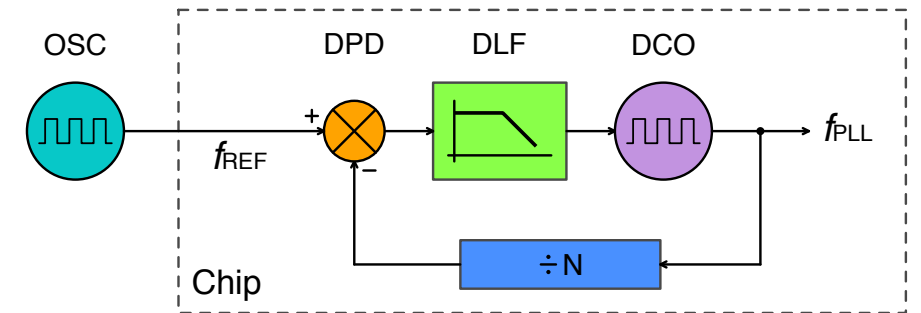 OSC
DPD
DLF
DCO
+
fREF
−
fPLL
÷N
Chip